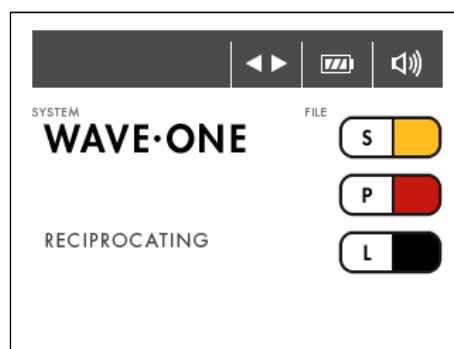 SYSTEM FILE
WAVE·ONE S
P
RECIPROCATING
L